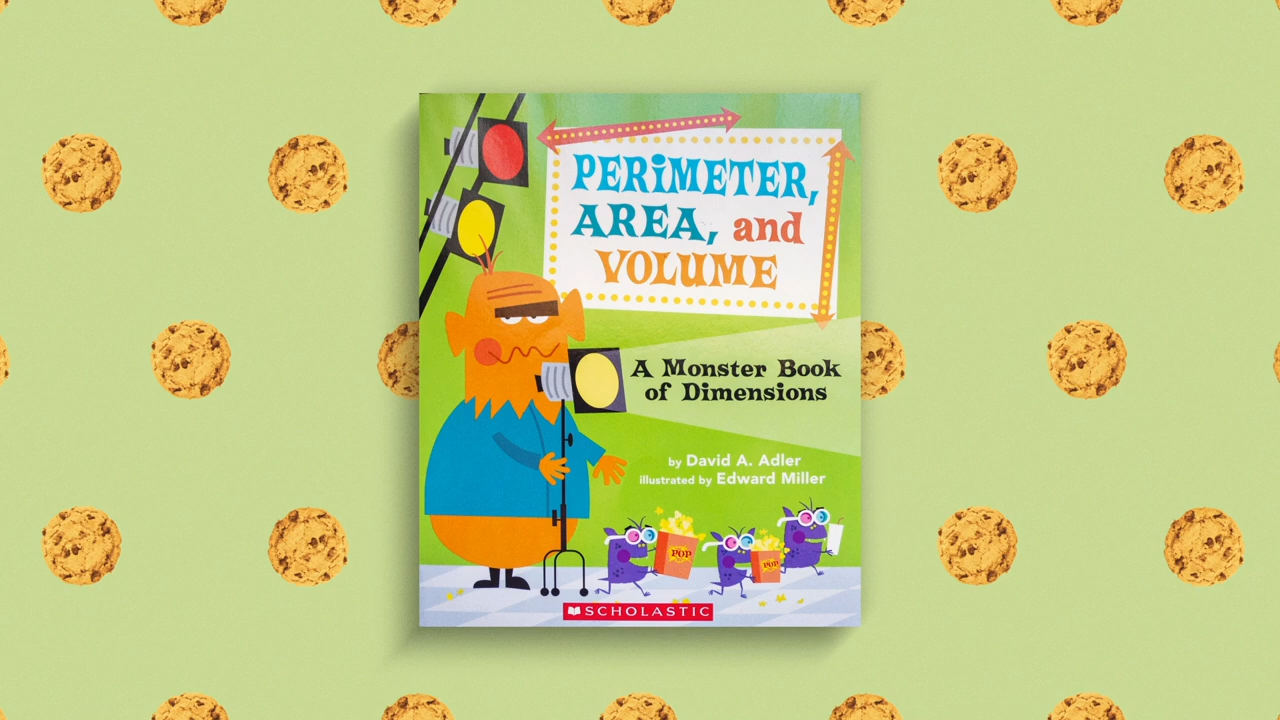 PERiMETER,
AREA, and
VOLUME
A Monster Book
of Dimensions
by David A. Adler
illustrated by Edward Miller
POP
POP
SCHOLASTIC